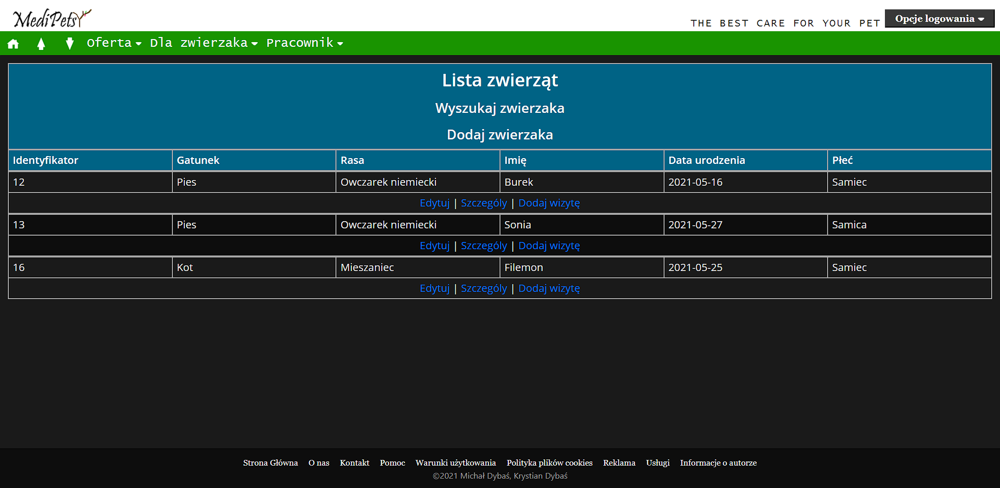 MediPets
THE BEST CARE FOR YOUR PET
Opcje logowania
Oferta Dla zwierzaka Pracownik
Lista zwierząt
Wyszukaj zwierzaka
Dodaj zwierzaka
Identyfikator Gatunek Rasa Imię Data urodzenia Płeć
12 Pies Owczarek niemiecki Burek 2021-05-16 Samiec
Edytuj | Szczegóły | Dodaj wizytę
13 Pies Owczarek niemiecki Sonia 2021-05-27 Samica
Edytuj | Szczegóły | Dodaj wizytę
16 Kot Mieszaniec Filemon 2021-05-25 Samiec
Edytuj | Szczegóły | Dodaj wizytę
Strona Główna O nas Kontakt Pomoc Warunki użytkowania Polityka plików cookies Reklama Usługi Informacje o autorze
©2021 Michał Dybaś, Krystian Dybaś